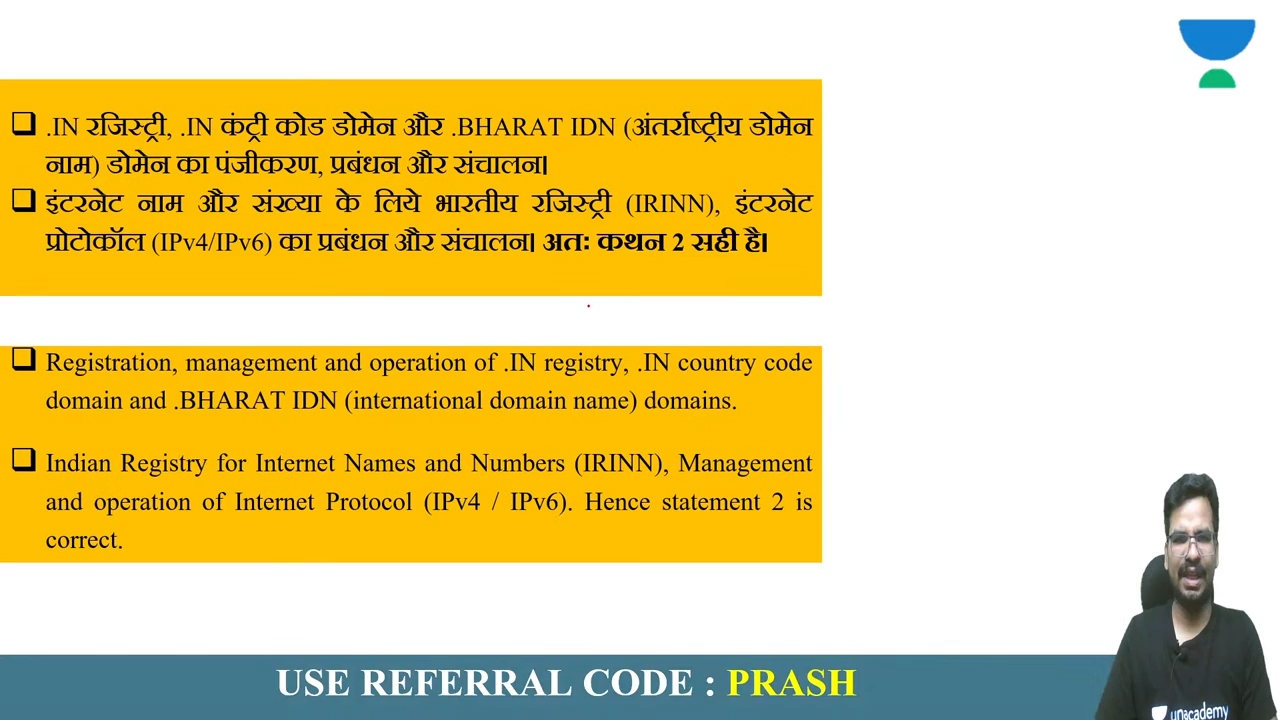 .IN रजिस्ट्री, .IN कंट्री कोड डोमेन और .BHARAT IDN (अंतर्राष्ट्रीय डोमेन
नाम) डोमेन का पंजीकरण, प्रबंधन और संचालन।
इंटरनेट नाम और संख्या के लिये भारतीय रजिस्ट्री (IRINN), इंटरनेट
प्रोटोकॉल (IPv4/IPv6) का प्रबंधन और संचालन। अतः कथन 2 सही है।
Registration, management and operation of .IN registry, .IN country code
domain and .BHARAT IDN (international domain name) domains.
Indian Registry for Internet Names and Numbers (IRINN), Management
and operation of Internet Protocol (IPv4 / IPv6). Hence statement 2 is
correct.
USE REFERRAL CODE : PRASH
unacademy